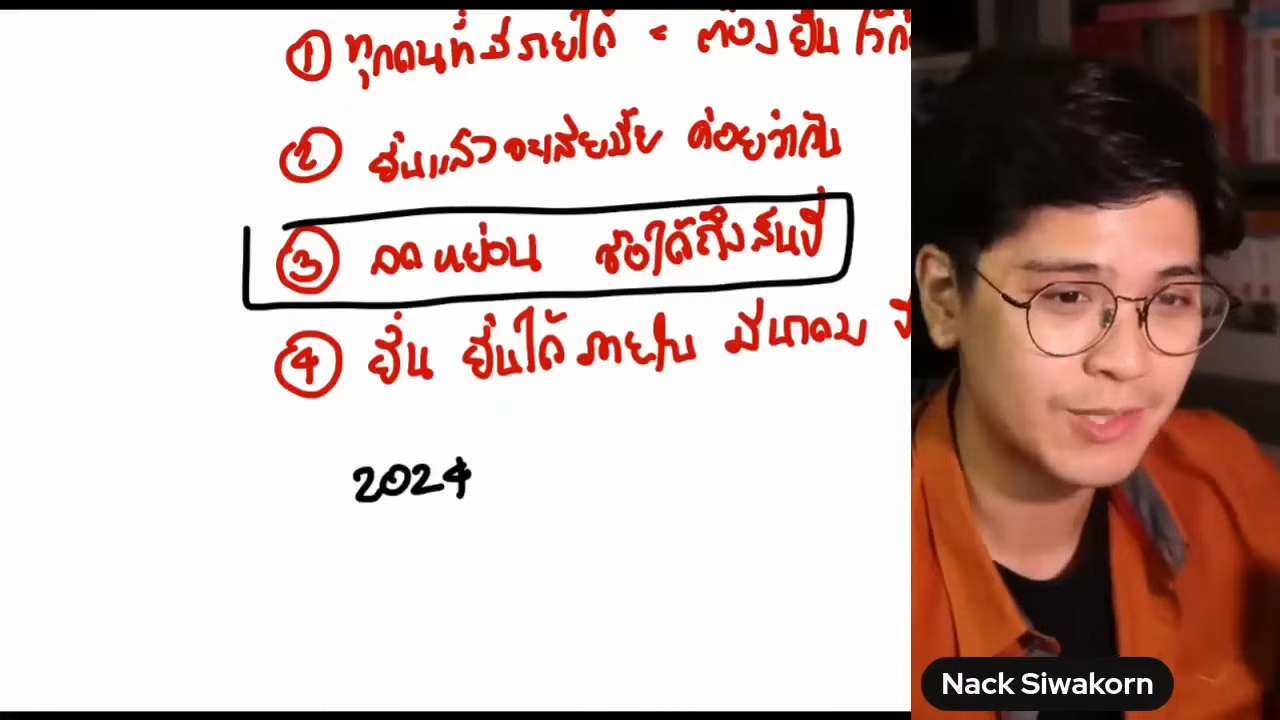 ① ทุกคนที่มีรายได้ = ต้องยื่น
② ยื่นแล้วจะเสียมั้ย ค่อยว่ากัน
③ ลดหย่อน ซื้อได้ถึงสิ้นปี
④ ยื่น ยื่นได้ภายใน มีนาคม ปี
2024
Nack Siwakorn